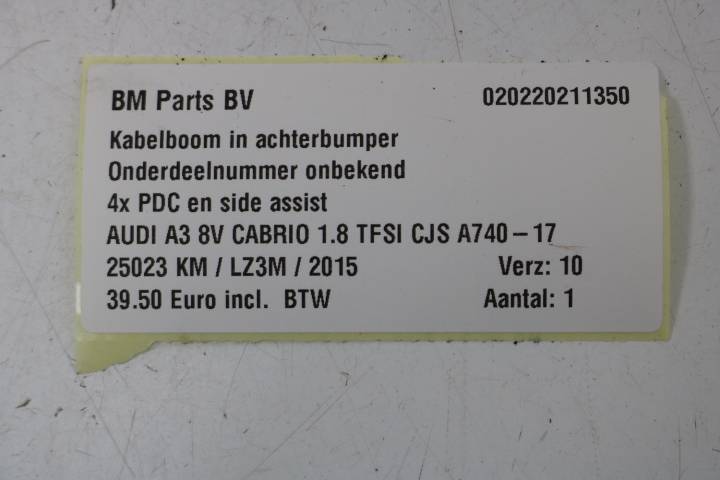 BM Parts BV 020220211350
Kabelboom in achterbumper
Onderdeelnummer onbekend
4x PDC en side assist
AUDI A3 8V CABRIO 1.8 TFSI CJS A740-17
25023 KM / LZ3M / 2015 Verz: 10
39.50 Euro incl. BTW Aantal: 1